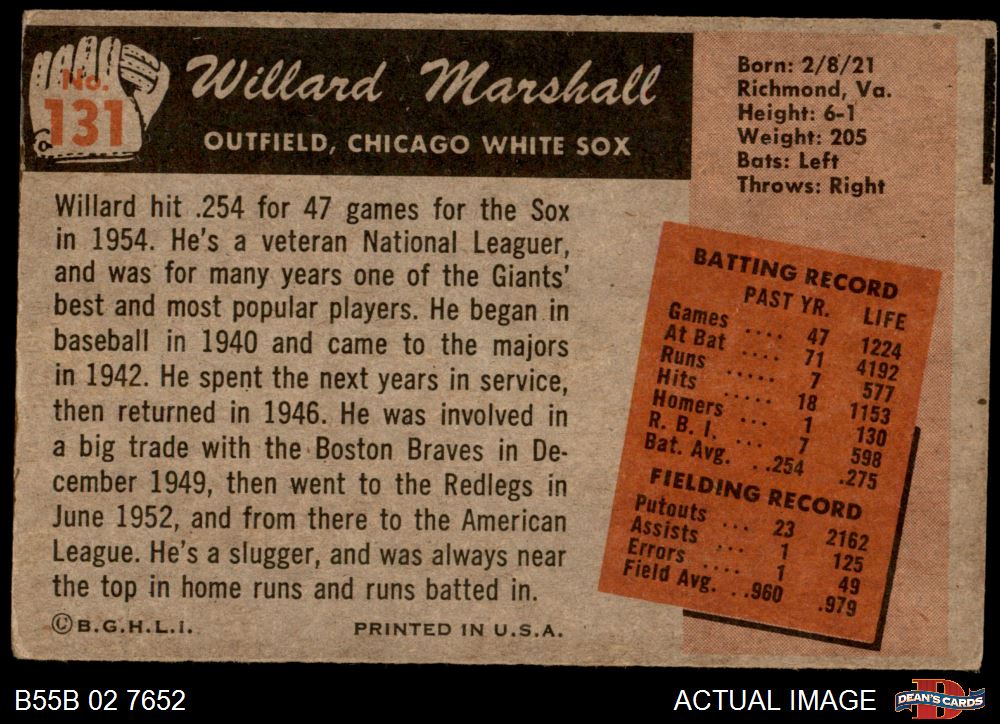 No.
131
Willard Marshall
OUTFIELD, CHICAGO WHITE SOX
Born: 2/8/21
Richmond, Va.
Height: 6-1
Weight: 205
Bats: Left
Throws: Right
Willard hit .254 for 47 games for the Sox
in 1954. He's a veteran National Leaguer,
and was for many years one of the Giants'
best and most popular players. He began in
baseball in 1940 and came to the majors
in 1942. He spent the next years in service,
then returned in 1946. He was involved in
a big trade with the Boston Braves in De-
cember 1949, then went to the Redlegs in
June 1952, and from there to the American
League. He's a slugger, and was always near
the top in home runs and runs batted in.
©B.G.H.L.I.
PRINTED IN U.S.A.
BATTING RECORD
PAST YR. LIFE
Games .... 47 1224
At Bat .... 71 4192
Runs ..... 7 577
Hits ..... 18 1153
Homers ... 1 130
R. B. I. ... 7 598
Bat. Avg. ..254 .275
FIELDING RECORD
Putouts ... 23 2162
Assists ... 1 125
Errors .... 1 49
Field Avg. ..960 .979
B55B 02 7652
ACTUAL IMAGE
D
DEAN'S CARDS